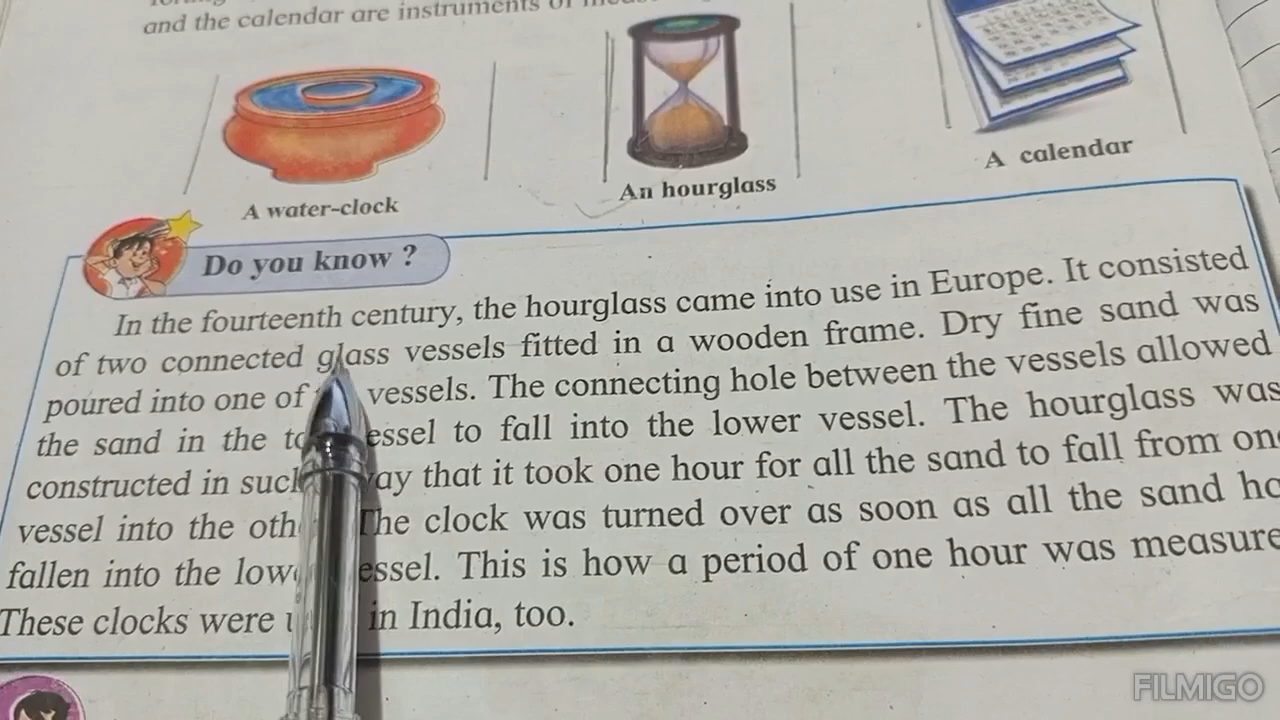 and the calendar are instruments of
A water-clock
An hourglass
A calendar
Do you know ?
In the fourteenth century, the hourglass came into use in Europe. It consisted
of two connected glass vessels fitted in a wooden frame. Dry fine sand was
poured into one of vessels. The connecting hole between the vessels allowed
the sand in the essel to fall into the lower vessel. The hourglass was
constructed in such ay that it took one hour for all the sand to fall from one
vessel into the oth The clock was turned over as soon as all the sand ha
fallen into the low essel. This is how a period of one hour was measure
These clocks were in India, too.
FILMIGO